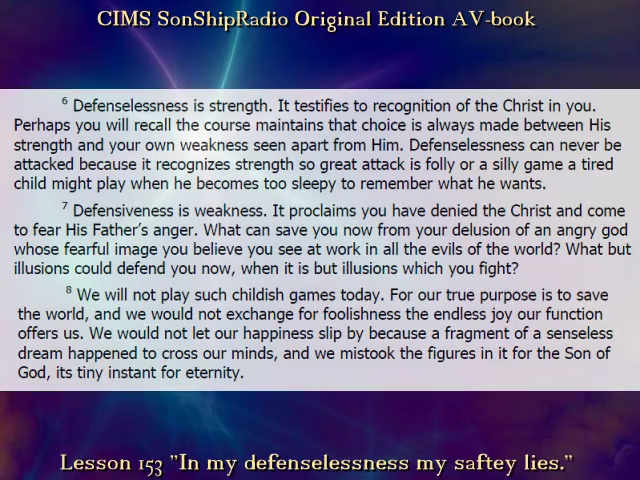 CIMS SonShipRadio Original Edition AV-book
6 Defenselessness is strength. It testifies to recognition of the Christ in you.
Perhaps you will recall the course maintains that choice is always made between His
strength and your own weakness seen apart from Him. Defenselessness can never be
attacked because it recognizes strength so great attack is folly or a silly game a tired
child might play when he becomes too sleepy to remember what he wants.
7 Defensiveness is weakness. It proclaims you have denied the Christ and come
to fear His Father's anger. What can save you now from your delusion of an angry god
whose fearful image you believe you see at work in all the evils of the world? What but
illusions could defend you now, when it is but illusions which you fight?
8 We will not play such childish games today. For our true purpose is to save
the world, and we would not exchange for foolishness the endless joy our function
offers us. We would not let our happiness slip by because a fragment of a senseless
dream happened to cross our minds, and we mistook the figures in it for the Son of
God, its tiny instant for eternity.
Lesson 153 "In my defenselessness my saftey lies."